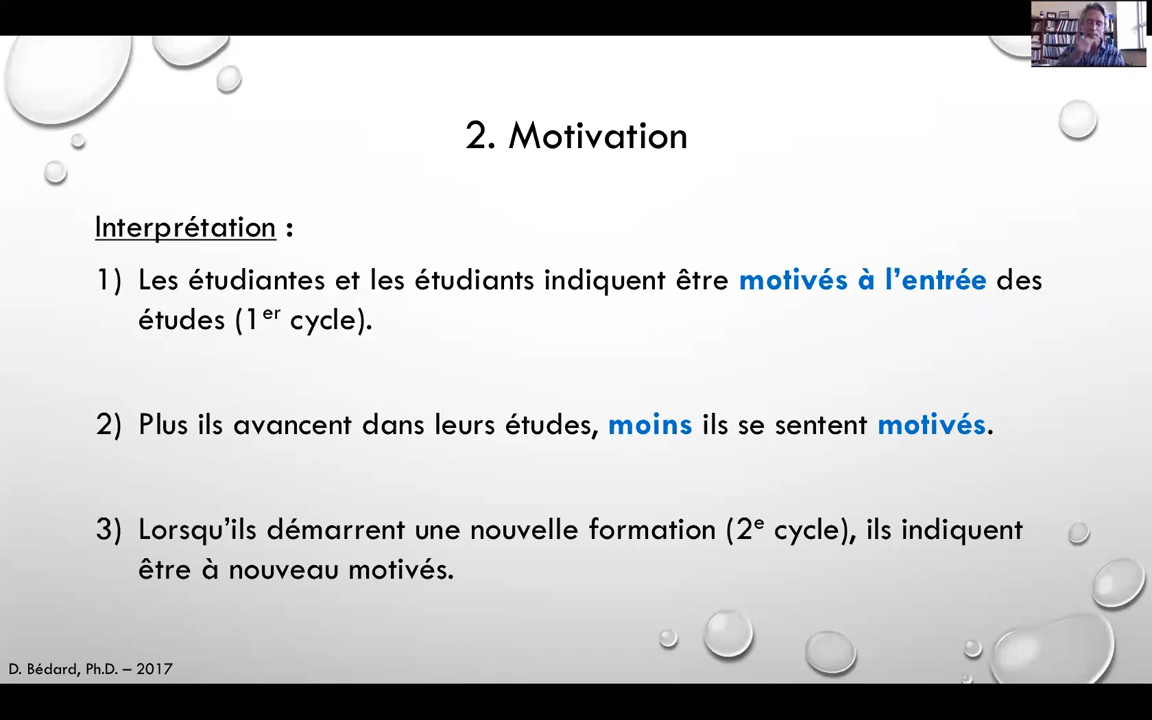 2. Motivation
Interprétation :
1) Les étudiantes et les étudiants indiquent être motivés à l’entrée des
études (1er cycle).
2) Plus ils avancent dans leurs études, moins ils se sentent motivés.
3) Lorsqu’ils démarrent une nouvelle formation (2e cycle), ils indiquent
être à nouveau motivés.
D. Bédard, Ph.D. – 2017